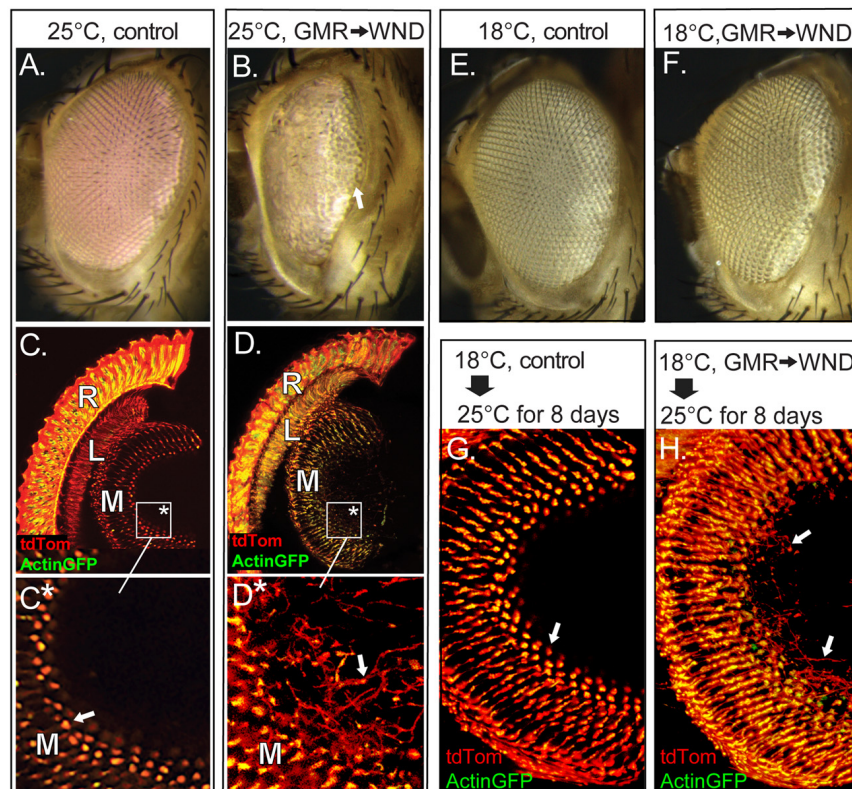 25°C, control
25°C, GMR→WND
18°C, control
18°C,GMR→WND
A.
B.
E.
F.
C.
R
L
M
*
tdTom
ActinGFP
D.
R
L
M
*
tdTom
ActinGFP
18°C, control
25°C for 8 days
18°C, GMR→WND
25°C for 8 days
C*
M
D*
M
G.
tdTom
ActinGFP
H.
tdTom
ActinGFP